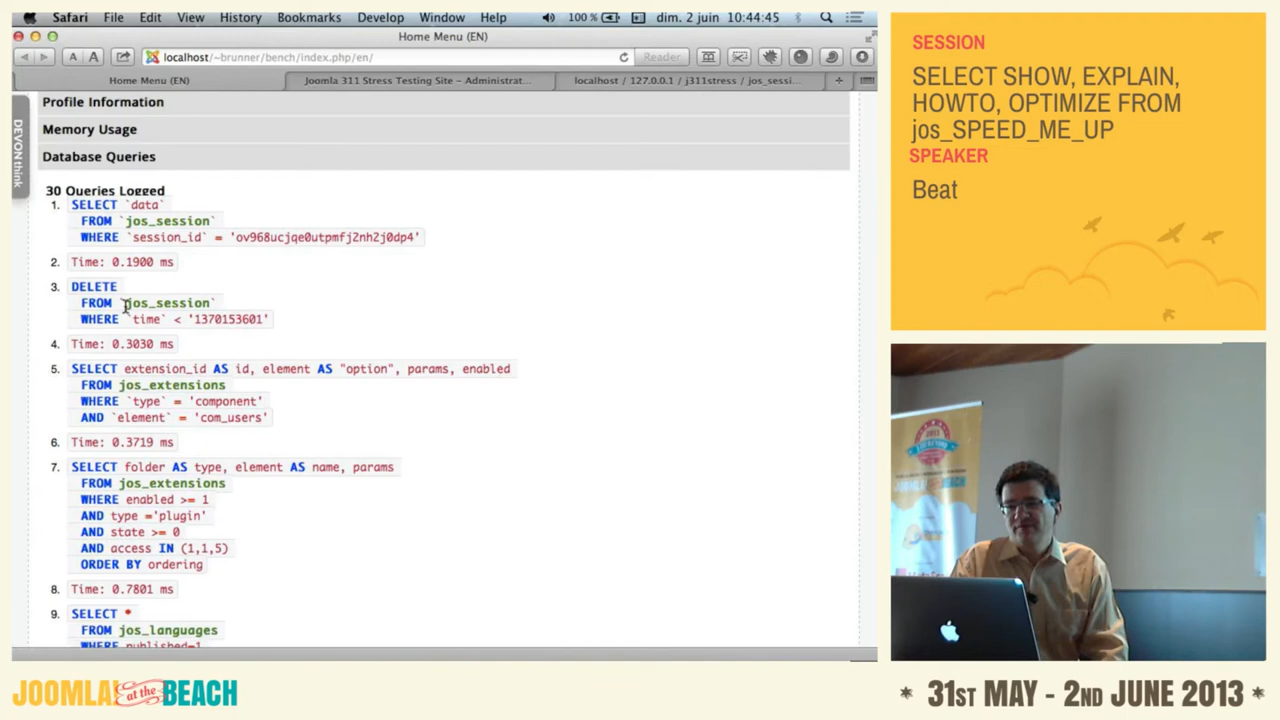 Safari File Edit View History Bookmarks Develop Window Help 100 % dim. 2 juin 10:44:45
Home Menu (EN)
A A localhost/~brunner/bench/index.php/en/ Reader
Home Menu (EN) Joomla 311 Stress Testing Site - Administrat... localhost / 127.0.0.1 / j311stress / jos_sessi... +
DEVONthink
Profile Information
Memory Usage
Database Queries
30 Queries Logged
1. SELECT `data`
FROM `jos_session`
WHERE `session_id` = 'ov968ucjqe0utpmfj2nh2j0dp4'
2. Time: 0.1900 ms
3. DELETE
FROM `jos_session`
WHERE `time` < '1370153601'
4. Time: 0.3030 ms
5. SELECT extension_id AS id, element AS "option", params, enabled
FROM jos_extensions
WHERE `type` = 'component'
AND `element` = 'com_users'
6. Time: 0.3719 ms
7. SELECT folder AS type, element AS name, params
FROM jos_extensions
WHERE enabled >= 1
AND type ='plugin'
AND state >= 0
AND access IN (1,1,5)
ORDER BY ordering
8. Time: 0.7801 ms
9. SELECT *
FROM jos_languages
WHERE published=1
SESSION
SELECT SHOW, EXPLAIN,
HOWTO, OPTIMIZE FROM
jos_SPEED_ME_UP
SPEAKER
Beat
JOOMLA! at the BEACH
* 31ST MAY - 2ND JUNE 2013 *